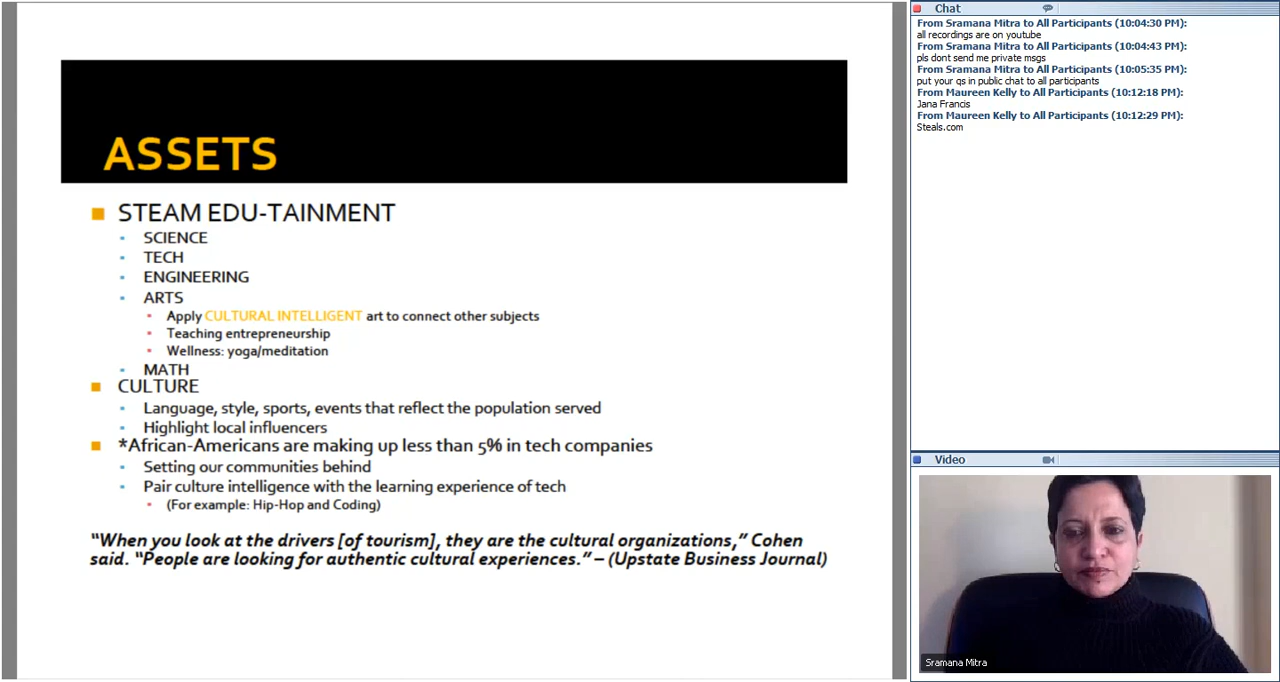 ASSETS
STEAM EDU-TAINMENT
SCIENCE
TECH
ENGINEERING
ARTS
Apply CULTURAL INTELLIGENT art to connect other subjects
Teaching entrepreneurship
Wellness: yoga/meditation
MATH
CULTURE
Language, style, sports, events that reflect the population served
Highlight local influencers
*African-Americans are making up less than 5% in tech companies
Setting our communities behind
Pair culture intelligence with the learning experience of tech
(For example: Hip-Hop and Coding)
“When you look at the drivers [of tourism], they are the cultural organizations,” Cohen
said. “People are looking for authentic cultural experiences.” – (Upstate Business Journal)
Chat
From Sramana Mitra to All Participants (10:04:30 PM):
all recordings are on youtube
From Sramana Mitra to All Participants (10:04:43 PM):
pls dont send me private msgs
From Sramana Mitra to All Participants (10:05:35 PM):
put your qs in public chat to all participants
From Maureen Kelly to All Participants (10:12:18 PM):
Jana Francis
From Maureen Kelly to All Participants (10:12:29 PM):
Steals.com
Video
Sramana Mitra